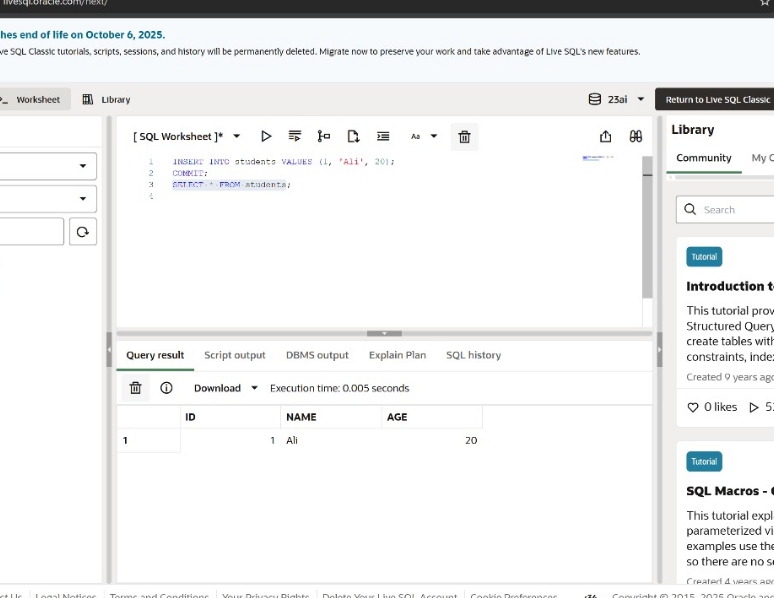 livesql.oracle.com/next/
hes end of life on October 6, 2025.
ve SQL Classic tutorials, scripts, sessions, and history will be permanently deleted. Migrate now to preserve your work and take advantage of Live SQL's new features.
Worksheet
Library
23ai
Return to Live SQL Classic
[ SQL Worksheet ]*
Aa
1 INSERT INTO students VALUES (1, 'Ali', 20);
2 COMMIT;
3 SELECT * FROM students;
4
Library
Community
My C
Search
Tutorial
Introduction t
This tutorial prov
Structured Query
create tables with
constraints, index
Created 9 years ago
0 likes
52
Tutorial
SQL Macros - C
This tutorial expl
parameterized vi
examples use the
so there are no se
Created 4 years ago
Query result
Script output
DBMS output
Explain Plan
SQL history
Download
Execution time: 0.005 seconds
ID NAME AGE
1 1 Ali 20
ct Us
Legal Notices
Terms and Conditions
Your Privacy Rights
Delete Your Live SQL Account
Cookie Preferences
Copyright © 2015, 2025 Oracle and